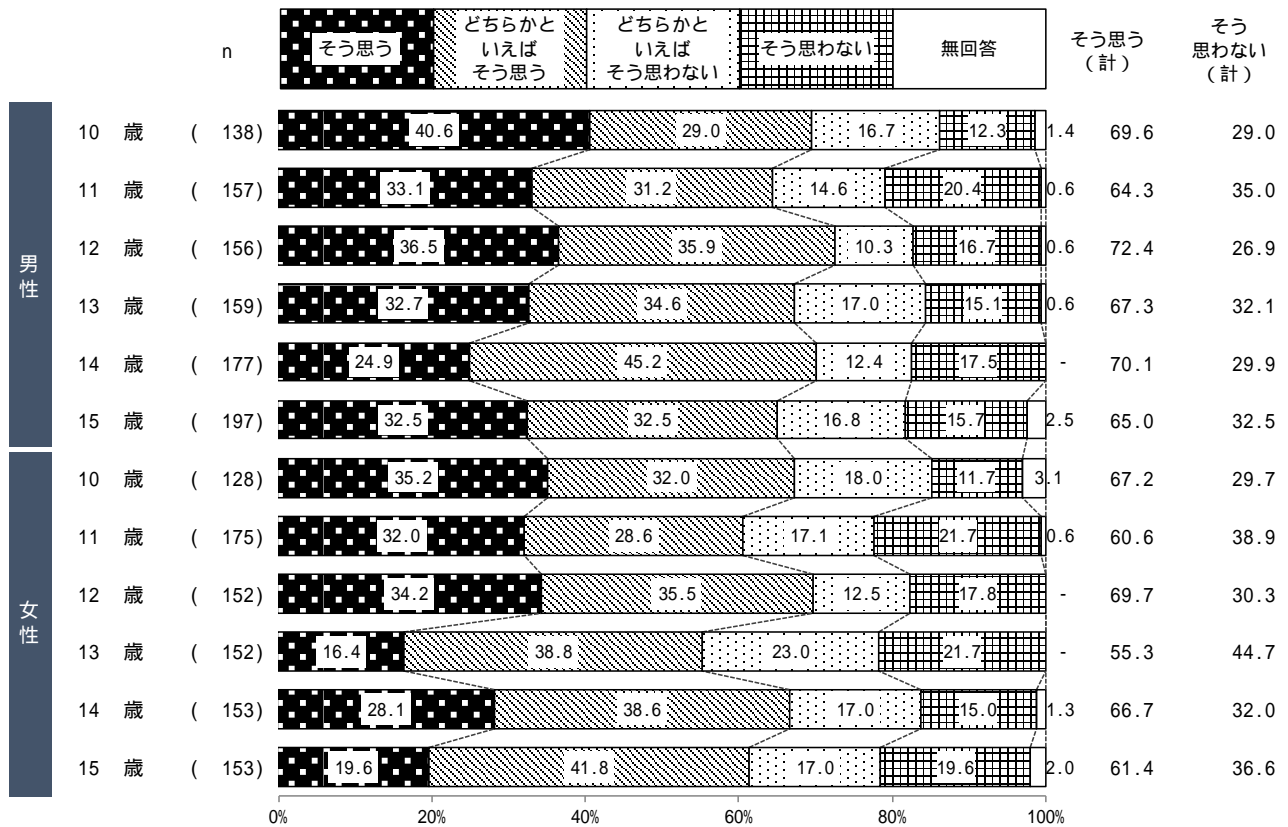 n そう思う どちらかと いえば そう思う どちらかと いえば そう思わない そう思わない 無回答 そう思う (計) そう 思わない (計)
男性
10 歳 ( 138) 40.6 29.0 16.7 12.3 1.4 69.6 29.0
11 歳 ( 157) 33.1 31.2 14.6 20.4 0.6 64.3 35.0
12 歳 ( 156) 36.5 35.9 10.3 16.7 0.6 72.4 26.9
13 歳 ( 159) 32.7 34.6 17.0 15.1 0.6 67.3 32.1
14 歳 ( 177) 24.9 45.2 12.4 17.5 - 70.1 29.9
15 歳 ( 197) 32.5 32.5 16.8 15.7 2.5 65.0 32.5
女性
10 歳 ( 128) 35.2 32.0 18.0 11.7 3.1 67.2 29.7
11 歳 ( 175) 32.0 28.6 17.1 21.7 0.6 60.6 38.9
12 歳 ( 152) 34.2 35.5 12.5 17.8 - 69.7 30.3
13 歳 ( 152) 16.4 38.8 23.0 21.7 - 55.3 44.7
14 歳 ( 153) 28.1 38.6 17.0 15.0 1.3 66.7 32.0
15 歳 ( 153) 19.6 41.8 17.0 19.6 2.0 61.4 36.6
0% 20% 40% 60% 80% 100%